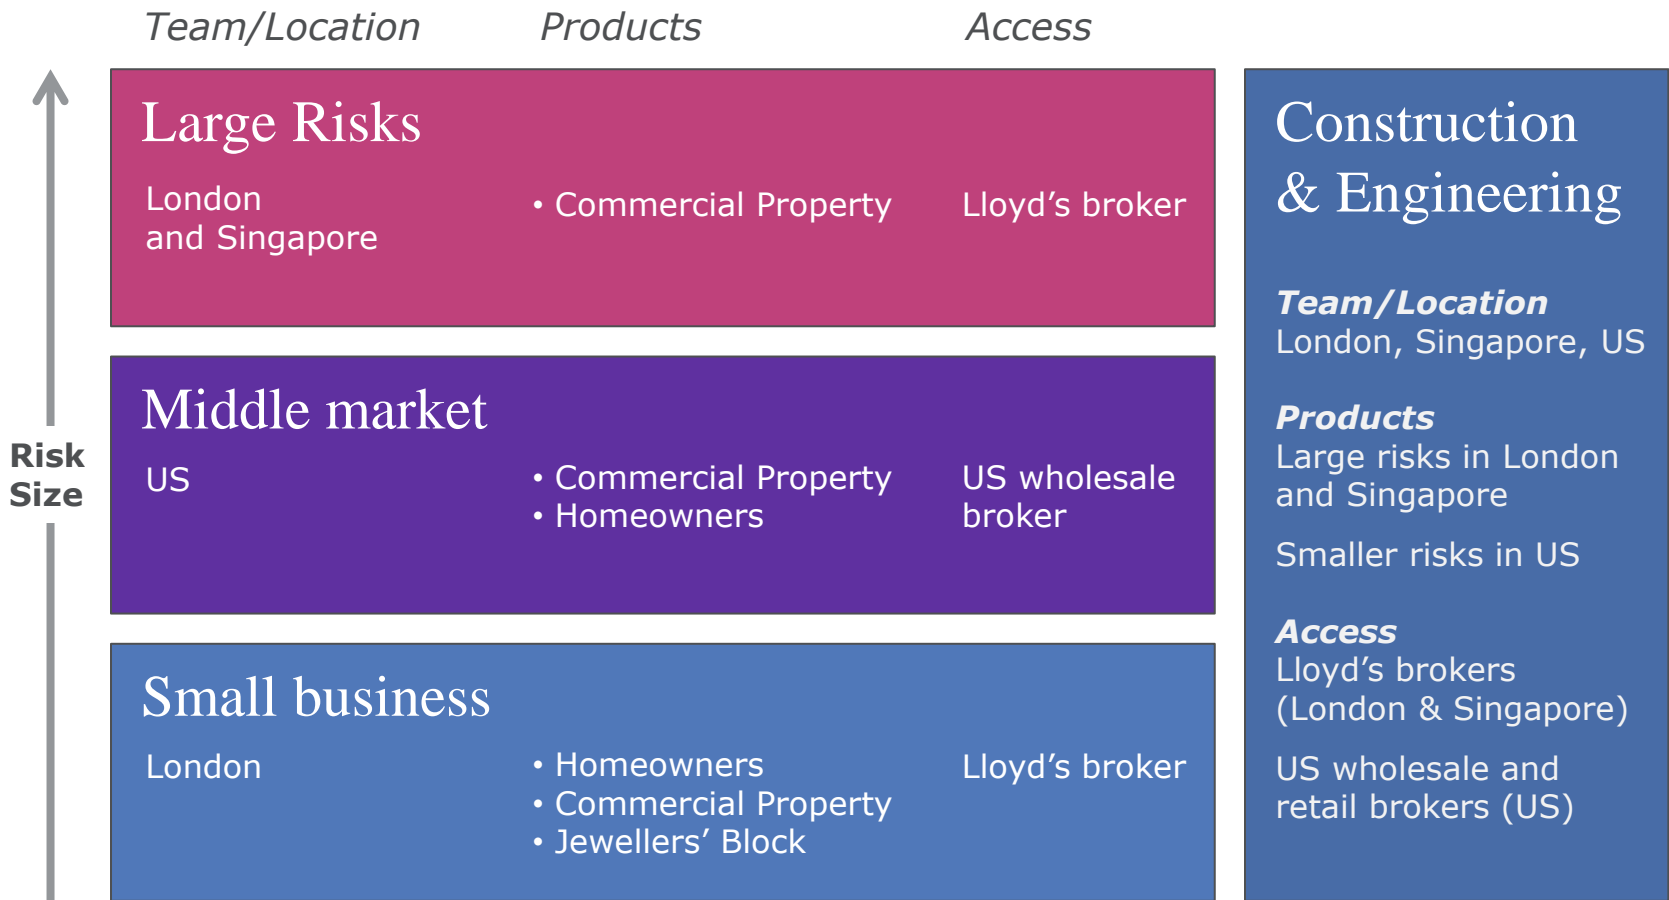 Team/Location Products Access
Risk
Size
Large Risks
London
and Singapore
• Commercial Property
Lloyd’s broker
Middle market
US
• Commercial Property
• Homeowners
US wholesale
broker
Small business
London
• Homeowners
• Commercial Property
• Jewellers’ Block
Lloyd’s broker
Construction
& Engineering
Team/Location
London, Singapore, US
Products
Large risks in London
and Singapore
Smaller risks in US
Access
Lloyd’s brokers
(London & Singapore)
US wholesale and
retail brokers (US)